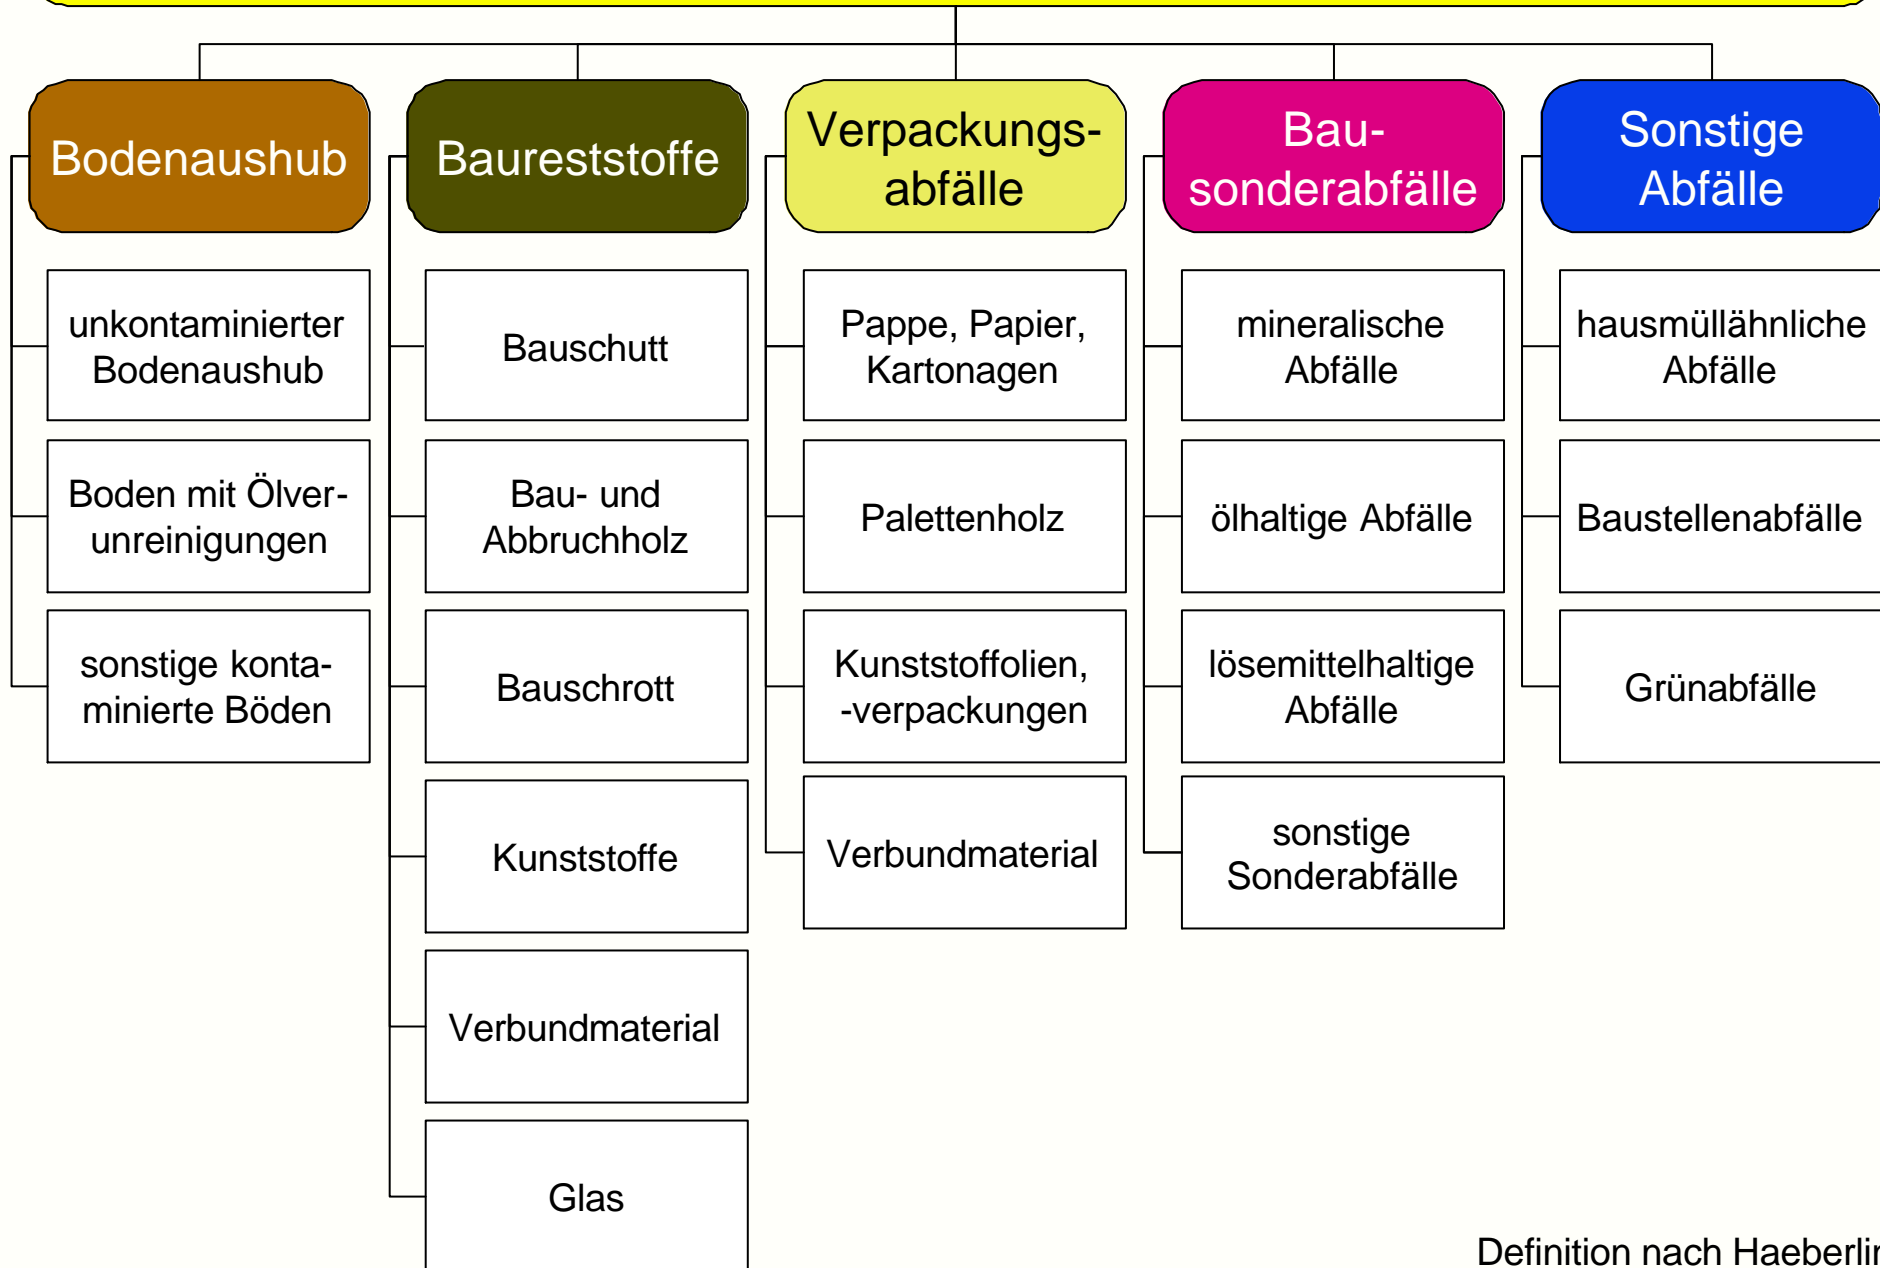 Bodenaushub
unkontaminierter
Bodenaushub
Boden mit Ölver-
unreinigungen
sonstige konta-
minierte Böden
Baureststoffe
Bauschutt
Bau- und
Abbruchholz
Bauschrott
Kunststoffe
Verbundmaterial
Glas
Verpackungs-
abfälle
Pappe, Papier,
Kartonagen
Palettenholz
Kunststoffolien,
-verpackungen
Verbundmaterial
Bau-
sonderabfälle
mineralische
Abfälle
ölhaltige Abfälle
lösemittelhaltige
Abfälle
sonstige
Sonderabfälle
Sonstige
Abfälle
hausmüllähnliche
Abfälle
Baustellenabfälle
Grünabfälle
Definition nach